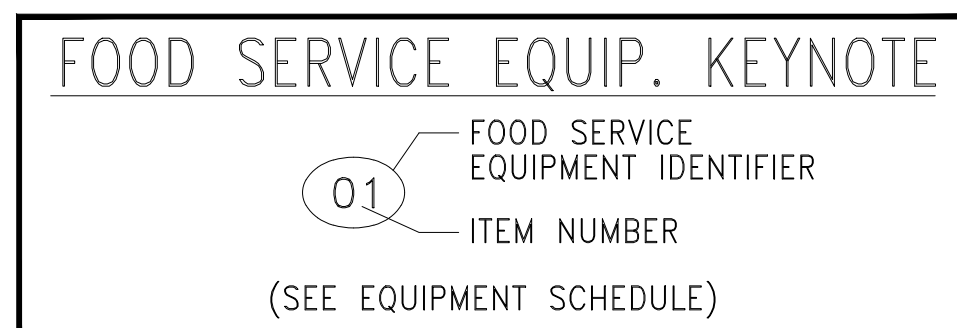 FOOD SERVICE EQUIP. KEYNOTE
FOOD SERVICE
EQUIPMENT IDENTIFIER
01
ITEM NUMBER
(SEE EQUIPMENT SCHEDULE)